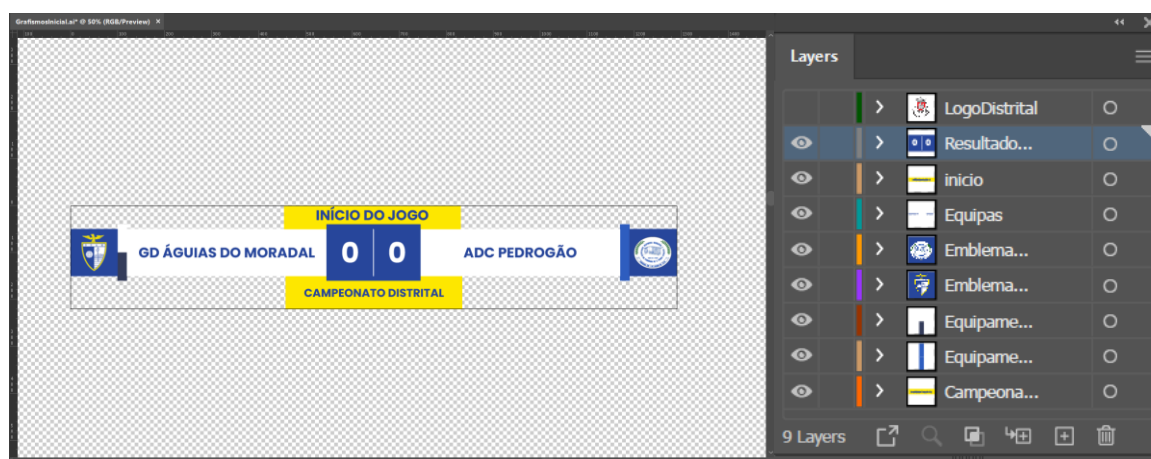 GrafismosInicial.ai* @ 50% (RGB/Preview) ×
Layers
LogoDistrital
Resultado...
inicio
Equipas
Emblema...
Emblema...
Equipame...
Equipame...
Campeona...
9 Layers
INÍCIO DO JOGO
GD ÁGUIAS DO MORADAL 0 0 ADC PEDROGÃO
CAMPEONATO DISTRITAL